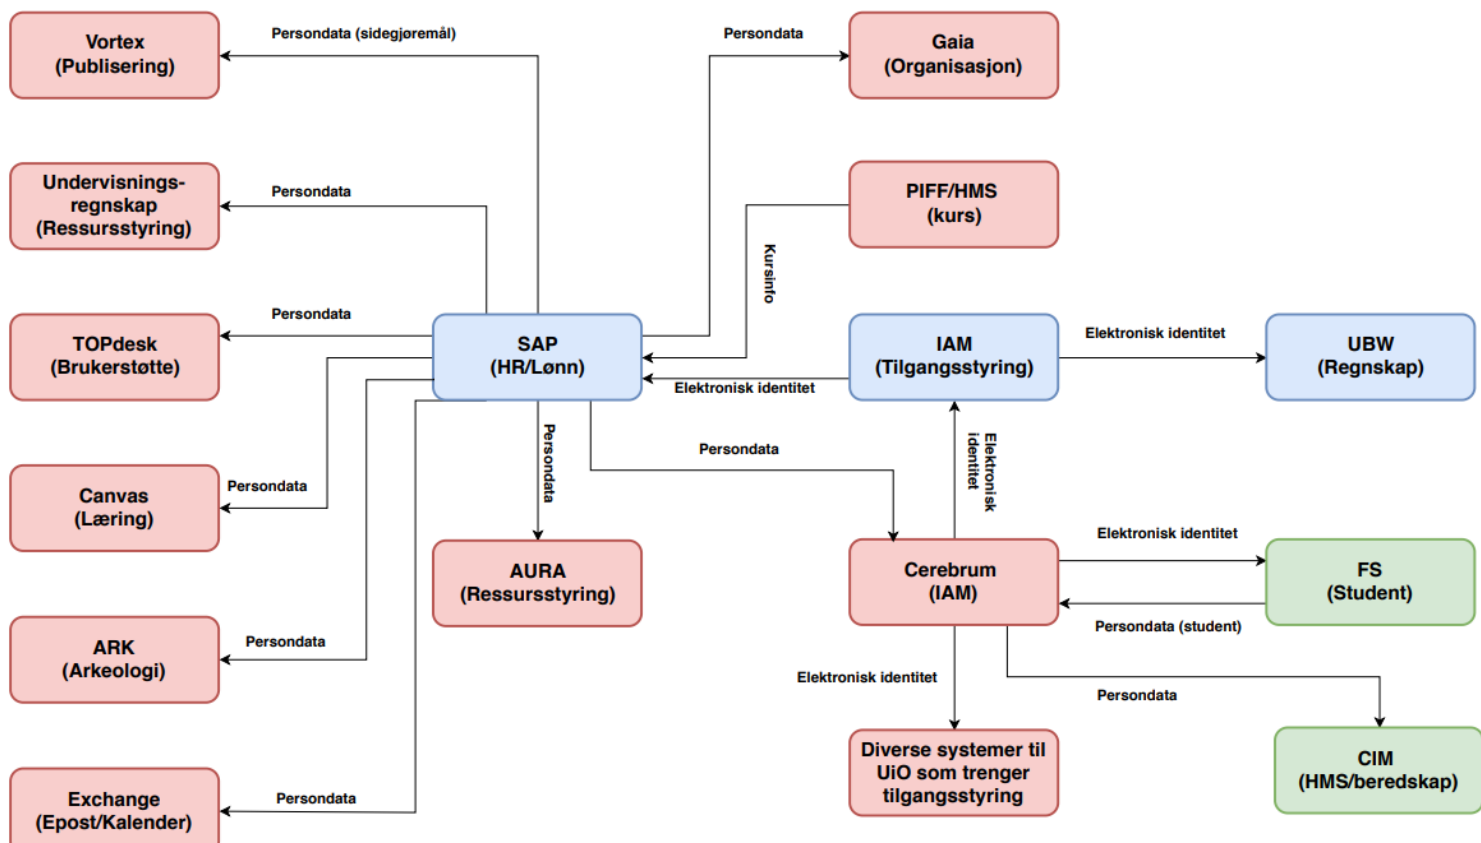 Vortex
(Publisering)
Persondata (sidegjøremål)
Persondata
Gaia
(Organisasjon)
Undervisnings-
regnskap
(Ressursstyring)
Persondata
PIFF/HMS
(kurs)
Kursinfo
TOPdesk
(Brukerstøtte)
Persondata
SAP
(HR/Lønn)
Elektronisk identitet
IAM
(Tilgangsstyring)
Elektronisk identitet
UBW
(Regnskap)
Canvas
(Læring)
Persondata
Persondata
Persondata
Elektronisk
identitet
AURA
(Ressursstyring)
Cerebrum
(IAM)
Elektronisk identitet
Persondata (student)
FS
(Student)
ARK
(Arkeologi)
Persondata
Elektronisk identitet
Persondata
Exchange
(Epost/Kalender)
Persondata
Diverse systemer til
UiO som trenger
tilgangsstyring
CIM
(HMS/beredskap)